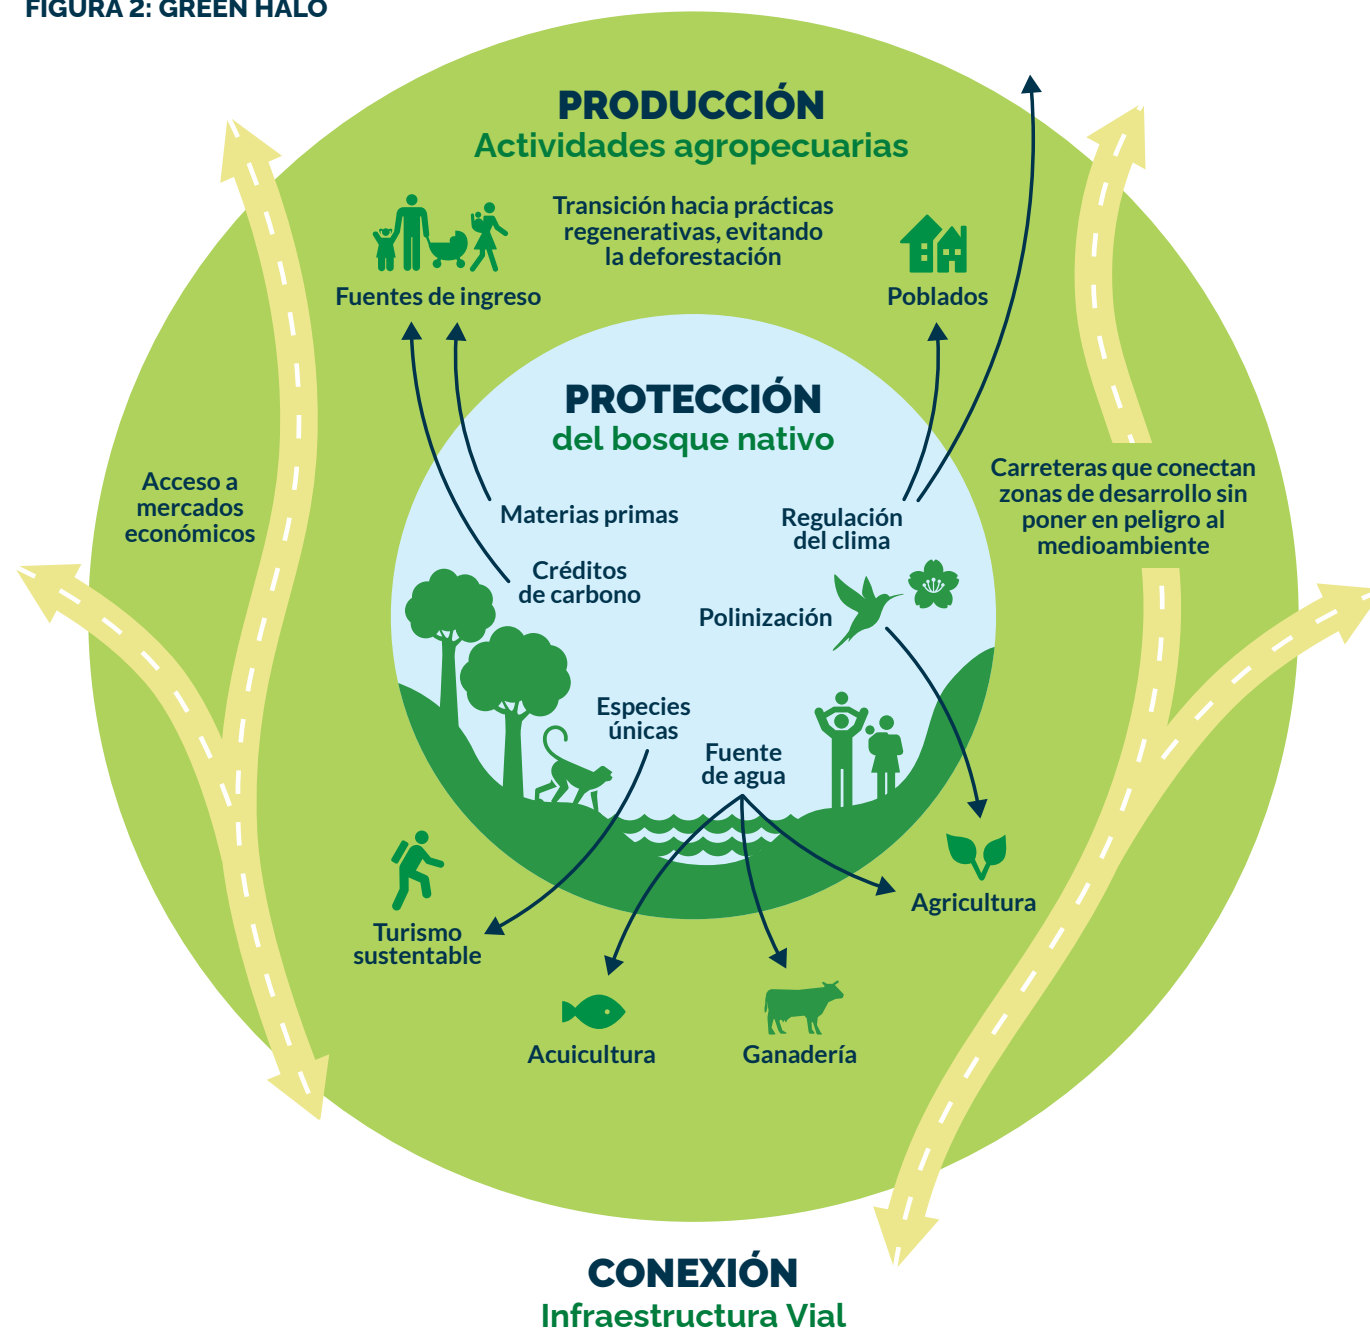 FIGURA 2: GREEN HALO
PRODUCCIÓN
Actividades agropecuarias
Transición hacia prácticas
regenerativas, evitando
la deforestación
Fuentes de ingreso
Poblados
PROTECCIÓN
del bosque nativo
Acceso a
mercados
económicos
Materias primas
Créditos
de carbono
Regulación
del clima
Carreteras que conectan
zonas de desarrollo sin
poner en peligro al
medioambiente
Polinización
Especies
únicas
Fuente
de agua
Turismo
sustentable
Agricultura
Acuicultura
Ganadería
CONEXIÓN
Infraestructura Vial